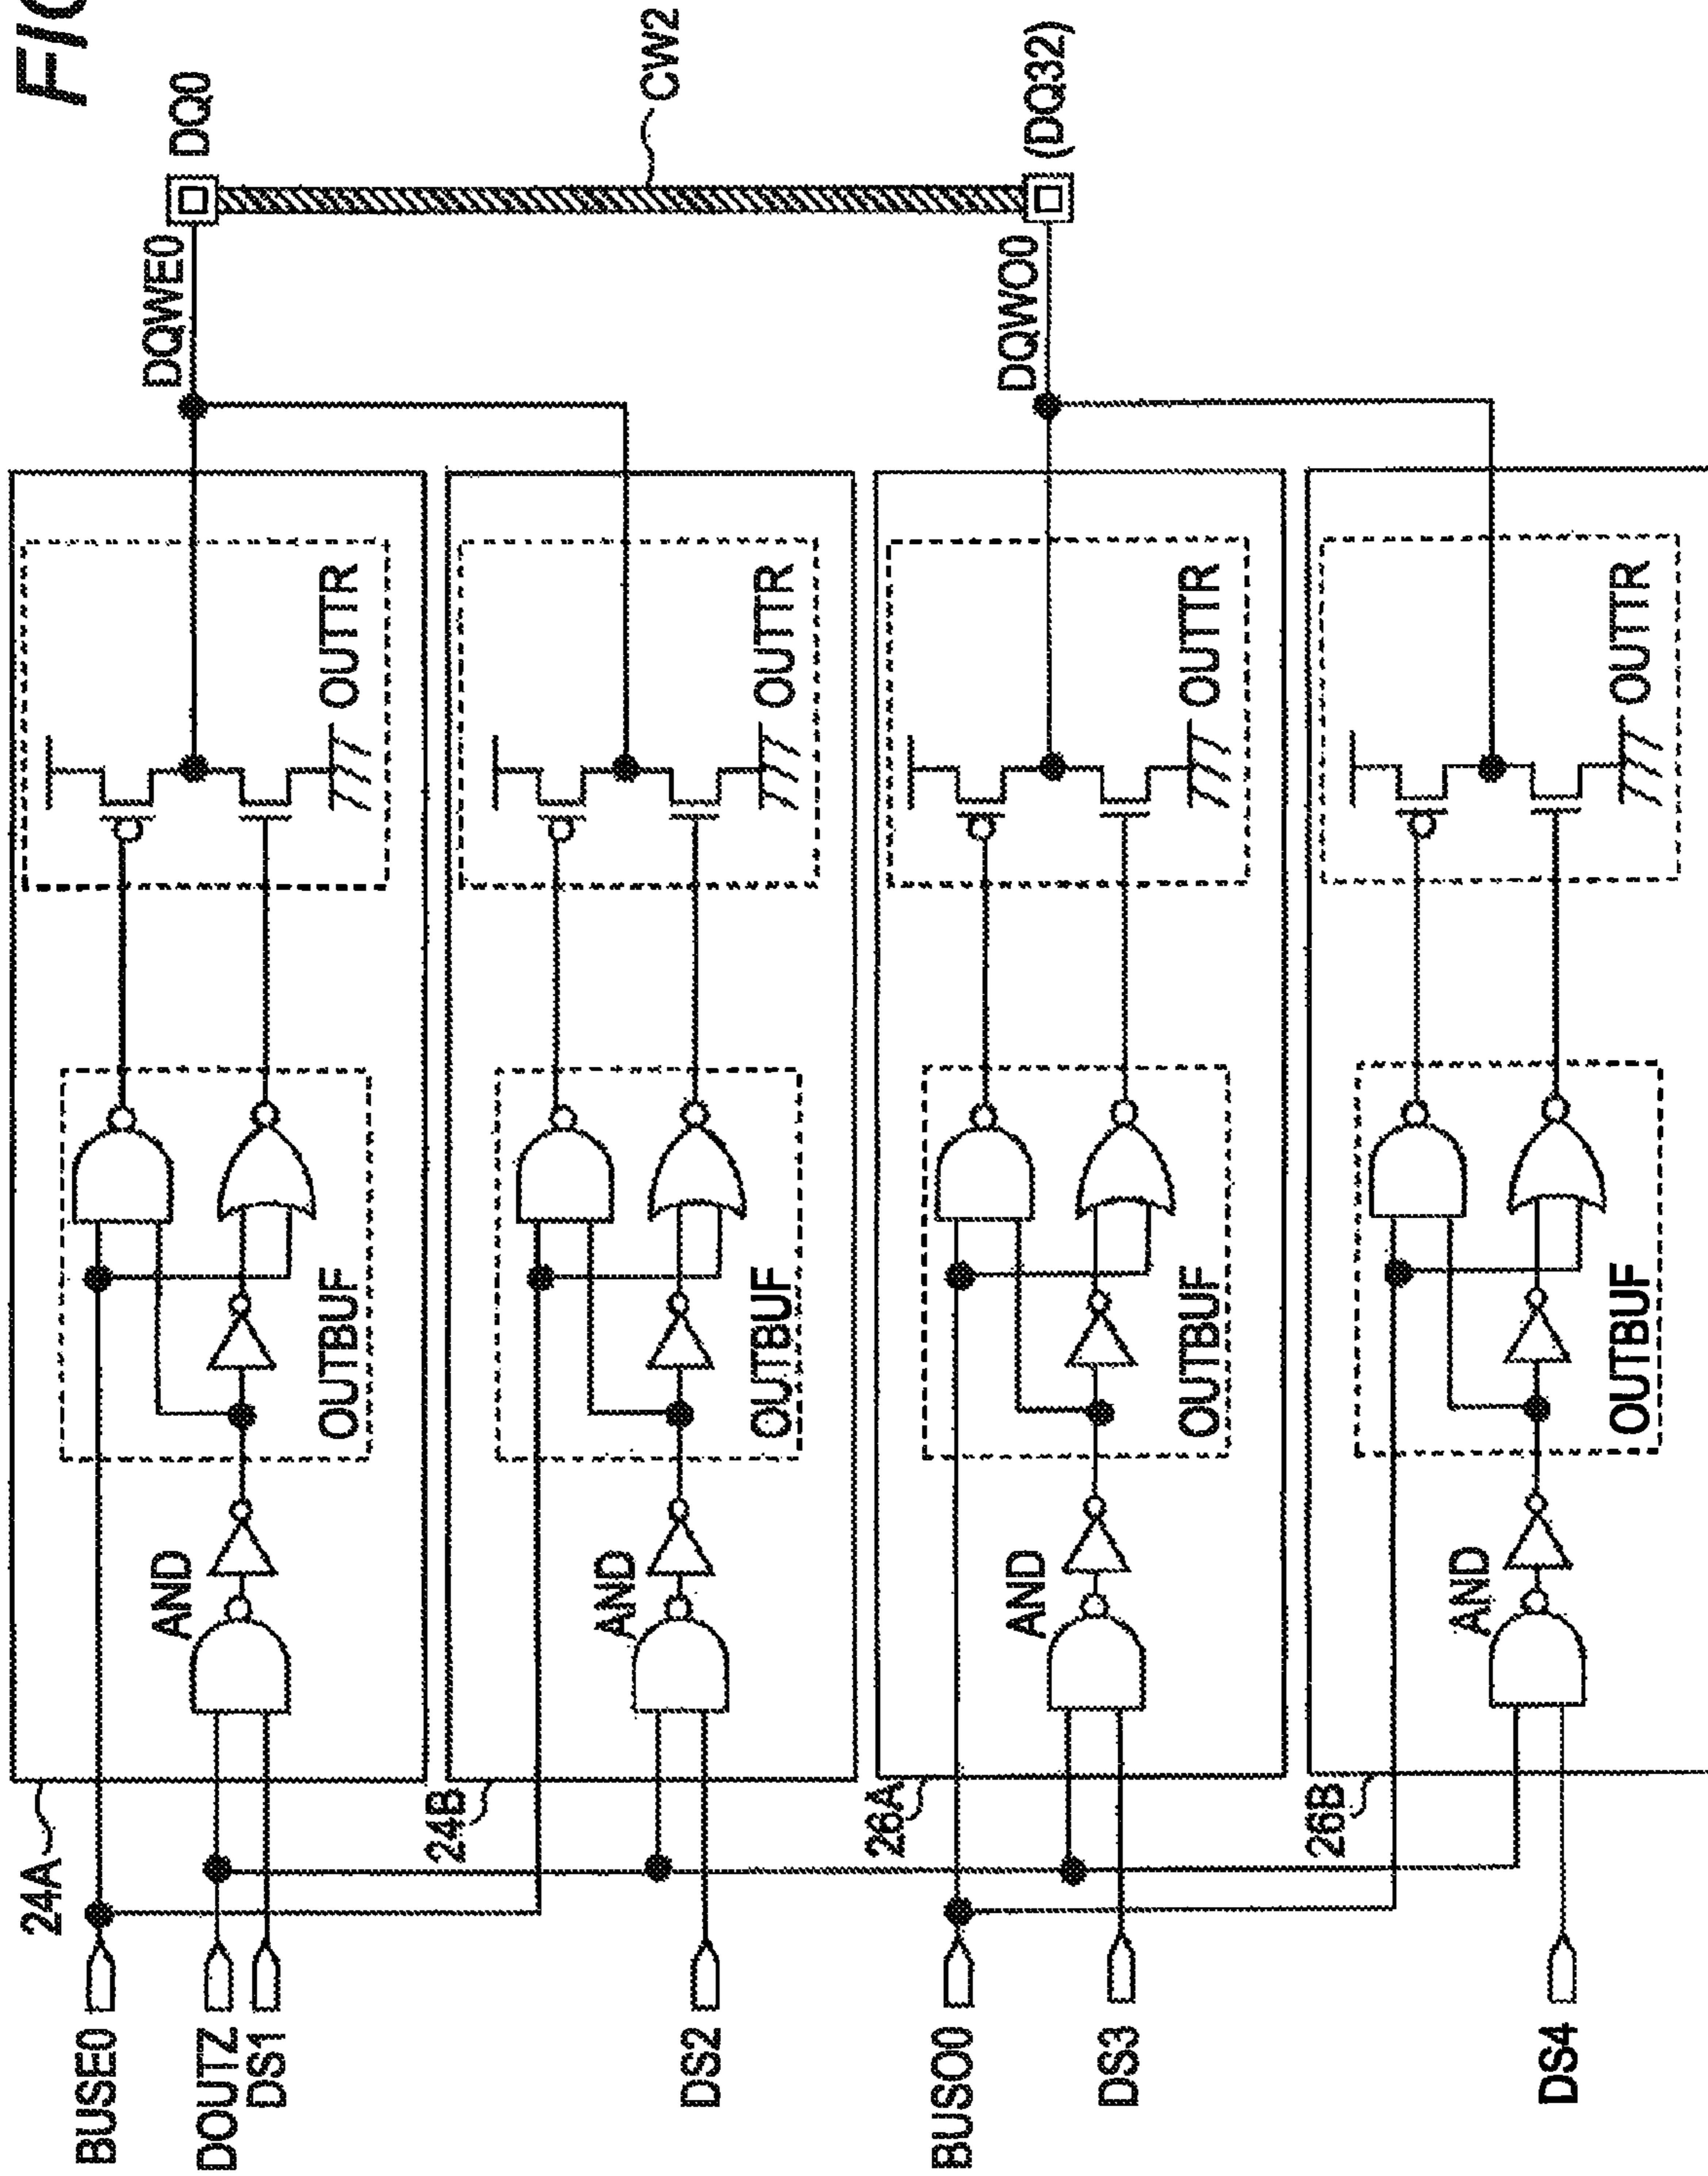 FIG
DQ0
CW2
(DQ32)
DQWE0
DQWO0
OUTTR
OUTTR
OUTTR
OUTTR
OUTBUF
OUTBUF
OUTBUF
OUTBUF
AND
AND
AND
AND
24A
24B
26A
26B
BUSE0
DOUTZ
DS1
DS2
BUSO0
DS3
DS4